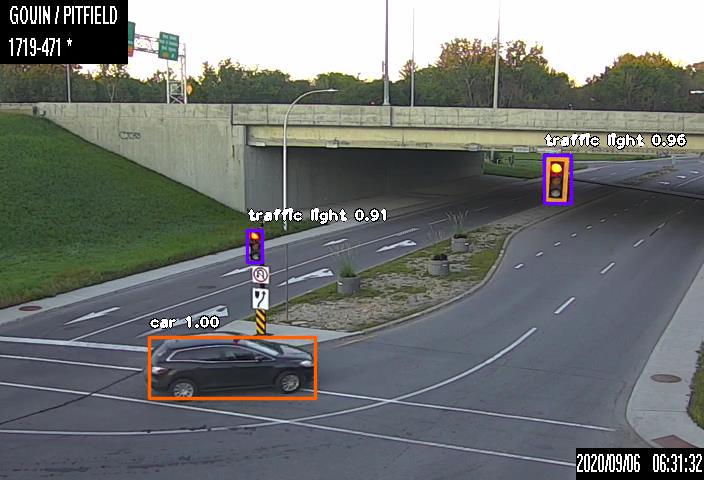 GOUIN / PITFIELD
1719-471 *
traffic light 0.96
traffic light 0.91
car 1.00
2020/09/06 06:31:32